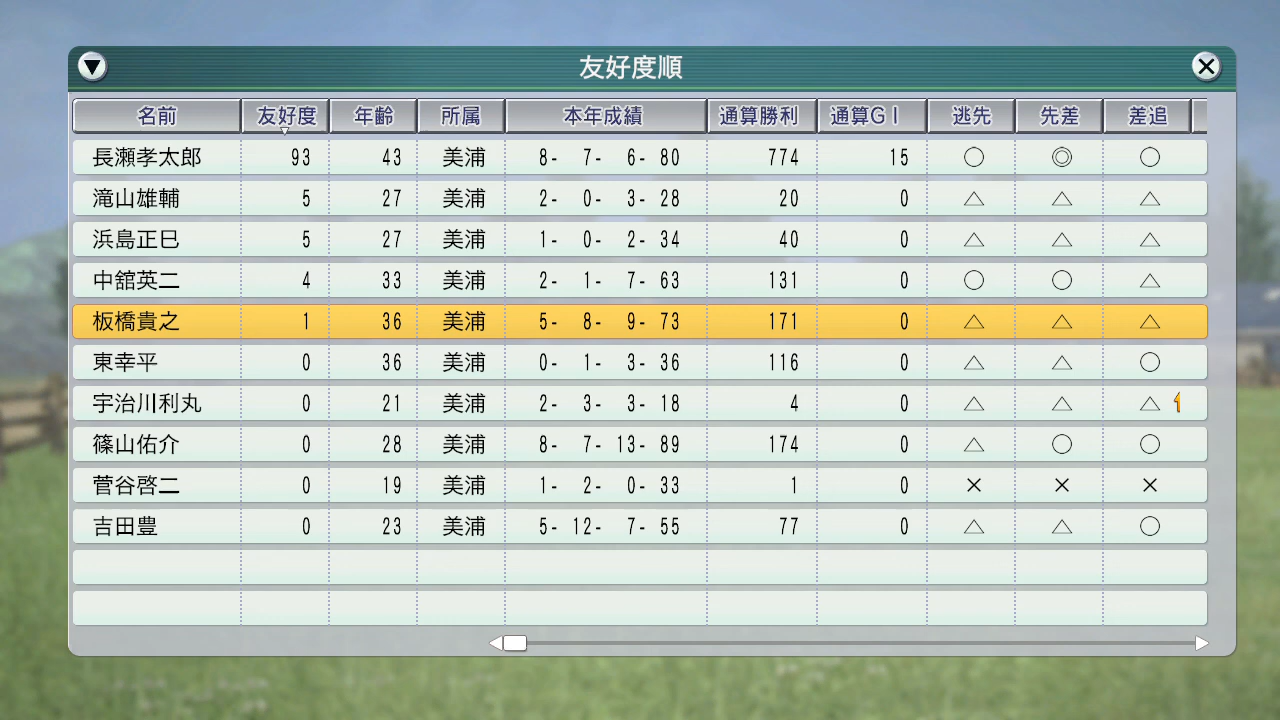 友好度順
名前 友好度 年齢 所属 本年成績 通算勝利 通算GⅠ 逃先 先差 差追
長瀬孝太郎 93 43 美浦 8- 7- 6- 80 774 15 ○ ◎ ○
滝山雄輔 5 27 美浦 2- 0- 3- 28 20 0 △ △ △
浜島正巳 5 27 美浦 1- 0- 2- 34 40 0 △ △ △
中舘英二 4 33 美浦 2- 1- 7- 63 131 0 ○ ○ △
板橋貴之 1 36 美浦 5- 8- 9- 73 171 0 △ △ △
東幸平 0 36 美浦 0- 1- 3- 36 116 0 △ △ ○
宇治川利丸 0 21 美浦 2- 3- 3- 18 4 0 △ △ △
篠山佑介 0 28 美浦 8- 7- 13- 89 174 0 △ ○ ○
菅谷啓二 0 19 美浦 1- 2- 0- 33 1 0 × × ×
吉田豊 0 23 美浦 5- 12- 7- 55 77 0 △ △ ○